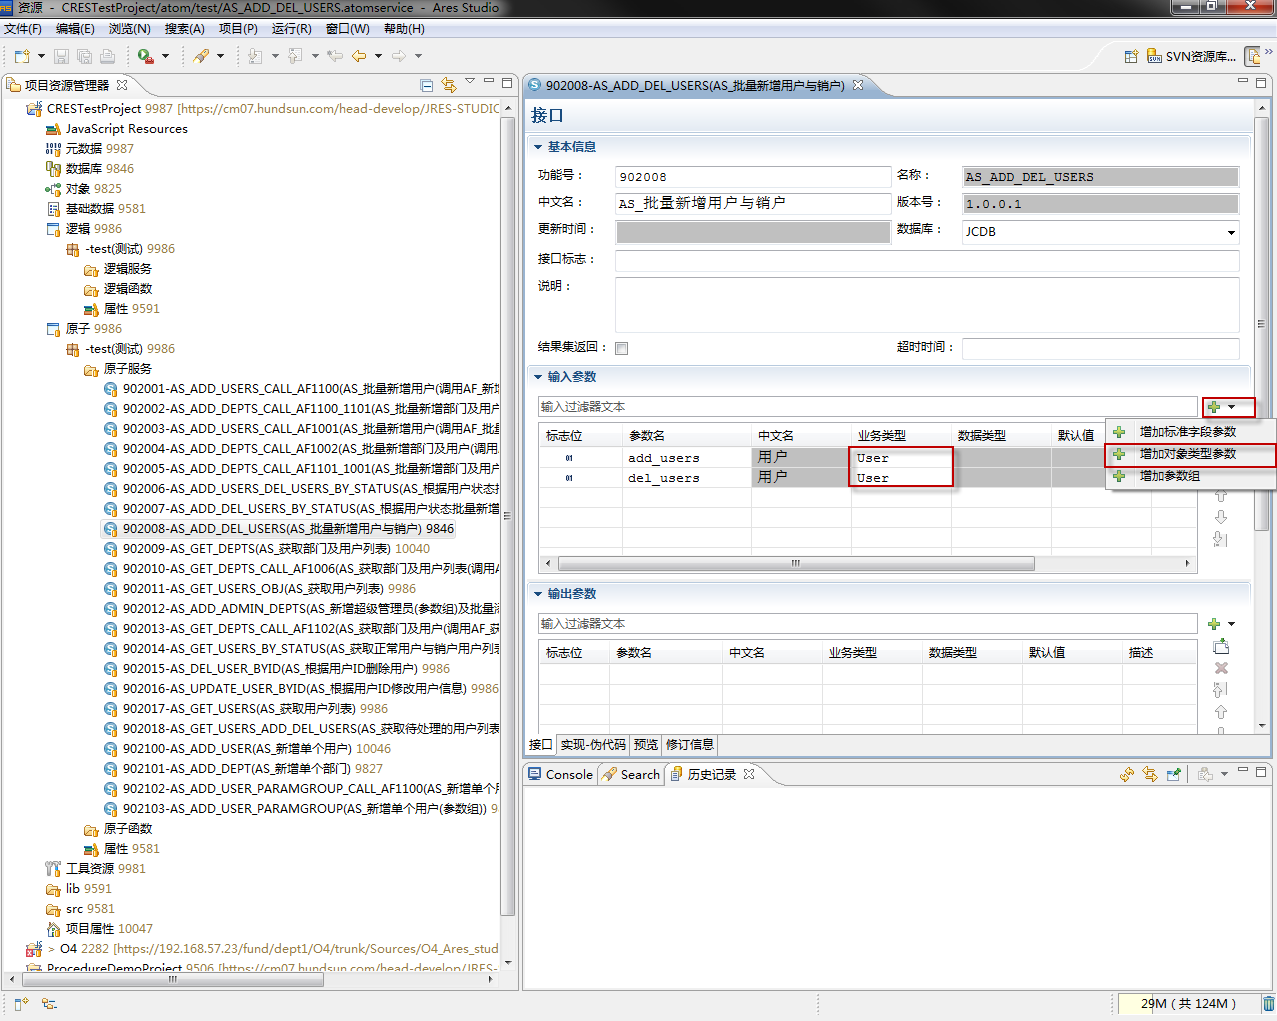 资源 - CRESTestProject/atom/test/AS_ADD_DEL_USERS.atomservice - Ares Studio
文件(F) 编辑(E) 浏览(N) 搜索(A) 项目(P) 运行(R) 窗口(W) 帮助(H)
SVN资源库...
项目资源管理器
CRESTestProject 9987 [https://cm07.hundsun.com/head-develop/JRES-STUDIO
JavaScript Resources
元数据 9987
数据库 9846
对象 9825
基础数据 9581
逻辑 9986
-test(测试) 9986
逻辑服务
逻辑函数
属性 9591
原子 9986
-test(测试) 9986
原子服务
902001-AS_ADD_USERS_CALL_AF1100(AS_批量新增用户(调用AF_新增
902002-AS_ADD_DEPTS_CALL_AF1100_1101(AS_批量新增部门及用户
902003-AS_ADD_USERS_CALL_AF1001(AS_批量新增用户(调用AF_批量
902004-AS_ADD_DEPTS_CALL_AF1002(AS_批量新增部门及用户(调用
902005-AS_ADD_DEPTS_CALL_AF1101_1001(AS_批量新增部门及用户
902006-AS_ADD_USERS_DEL_USERS_BY_STATUS(AS_根据用户状态批
902007-AS_ADD_DEL_USERS_BY_STATUS(AS_根据用户状态批量新增
902008-AS_ADD_DEL_USERS(AS_批量新增用户与销户) 9846
902009-AS_GET_DEPTS(AS_获取部门及用户列表) 10040
902010-AS_GET_DEPTS_CALL_AF1006(AS_获取部门及用户列表(调用A
902011-AS_GET_USERS_OBJ(AS_获取用户列表) 9986
902012-AS_ADD_ADMIN_DEPTS(AS_新增超级管理员(参数组)及批量
902013-AS_GET_DEPTS_CALL_AF1102(AS_获取部门及用户(调用AF_获
902014-AS_GET_USERS_BY_STATUS(AS_获取正常用户与销户用户列表
902015-AS_DEL_USER_BYID(AS_根据用户ID删除用户) 9986
902016-AS_UPDATE_USER_BYID(AS_根据用户ID修改用户信息) 9986
902017-AS_GET_USERS(AS_获取用户列表) 9986
902018-AS_GET_USERS_ADD_DEL_USERS(AS_获取待处理的用户列表
902100-AS_ADD_USER(AS_新增单个用户) 10046
902101-AS_ADD_DEPT(AS_新增单个部门) 9827
902102-AS_ADD_USER_PARAMGROUP_CALL_AF1100(AS_新增单个用
902103-AS_ADD_USER_PARAMGROUP(AS_新增单个用户(参数组)) 9
原子函数
属性 9581
工具资源 9981
lib 9591
src 9581
项目属性 10047
> O4 2282 [https://192.168.57.23/fund/dept1/O4/trunk/Sources/O4_Ares_stud
ProcedureDemoProject 9506 [https://cm07.hundsun.com/head-develop/JRES-
902008-AS_ADD_DEL_USERS(AS_批量新增用户与销户)
接口
基本信息
功能号： 902008 名称： AS_ADD_DEL_USERS
中文名： AS_批量新增用户与销户 版本号： 1.0.0.1
更新时间： 数据库： JCDB
接口标志：
说明：
结果集返回： 超时时间：
输入参数
输入过滤器文本
标志位 参数名 中文名 业务类型 数据类型 默认值
01 add_users 用户 User
01 del_users 用户 User
增加标准字段参数
增加对象类型参数
增加参数组
输出参数
输入过滤器文本
标志位 参数名 中文名 业务类型 数据类型 默认值 描述
接口 实现-伪代码 预览 修订信息
Console Search 历史记录
29M ( 共 124M )